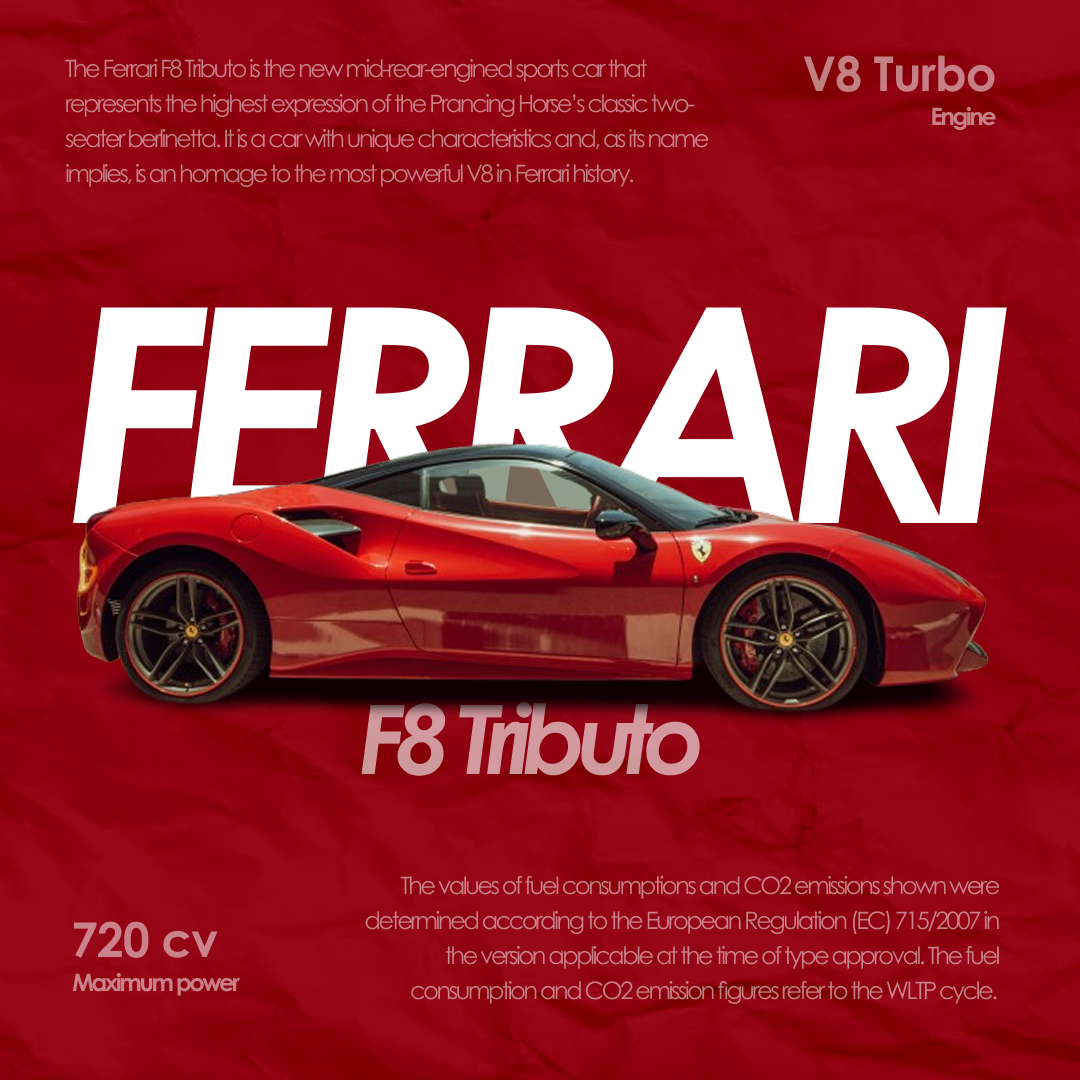 The Ferrari F8 Tributo is the new mid-rear-engined sports car that
represents the highest expression of the Prancing Horse's classic two-
seater berlinetta. It is a car with unique characteristics and, as its name
implies, is an homage to the most powerful V8 in Ferrari history.
V8 Turbo
Engine
FERRARI
F8 Tributo
720 cv
Maximum power
The values of fuel consumptions and CO2 emissions shown were
determined according to the European Regulation (EC) 715/2007 in
the version applicable at the time of type approval. The fuel
consumption and CO2 emission figures refer to the WLTP cycle.